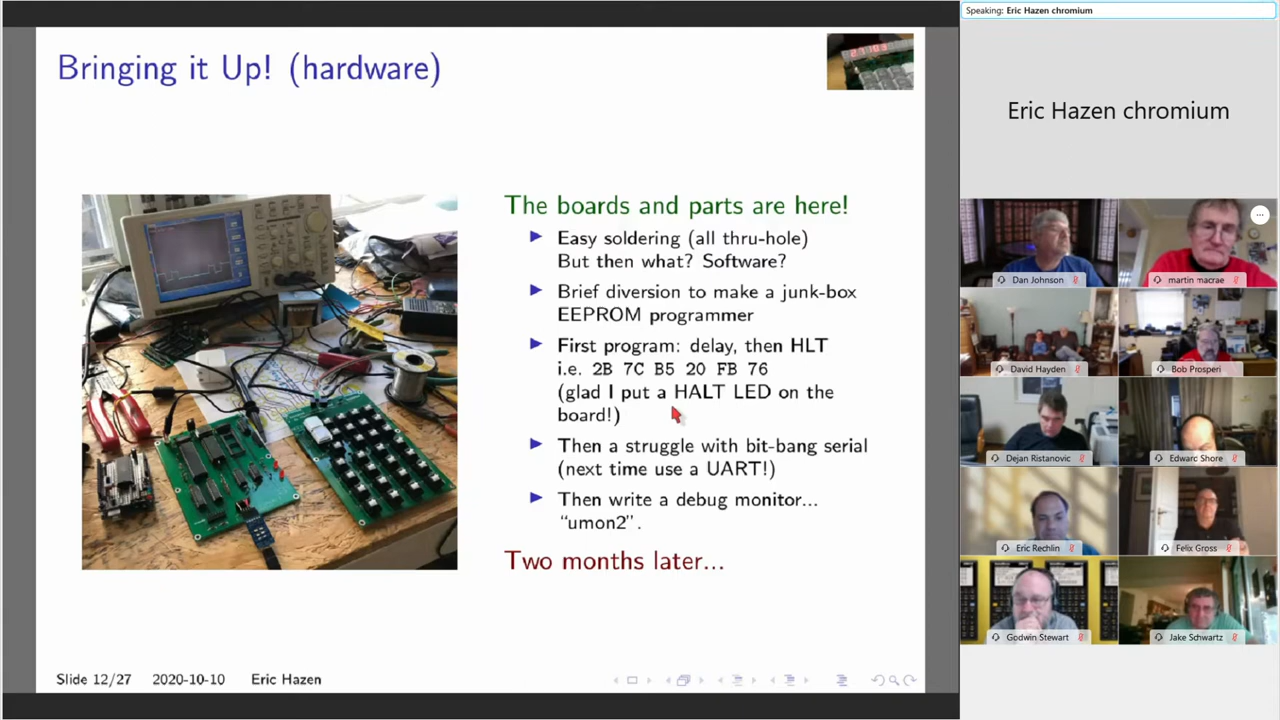 Speaking: Eric Hazen chromium
Bringing it Up! (hardware)
Eric Hazen chromium
The boards and parts are here!
Easy soldering (all thru-hole)
But then what? Software?
Brief diversion to make a junk-box
EEPROM programmer
First program: delay, then HLT
i.e. 2B 7C B5 20 FB 76
(glad I put a HALT LED on the
board!)
Then a struggle with bit-bang serial
(next time use a UART!)
Then write a debug monitor...
“umon2”.
Two months later...
Slide 12/27 2020-10-10 Eric Hazen
Dan Johnson
martin macrae
David Hayden
Bob Prosperi
Dejan Ristanovic
Edward Shore
Eric Rechlin
Felix Gross
Godwin Stewart
Jake Schwartz